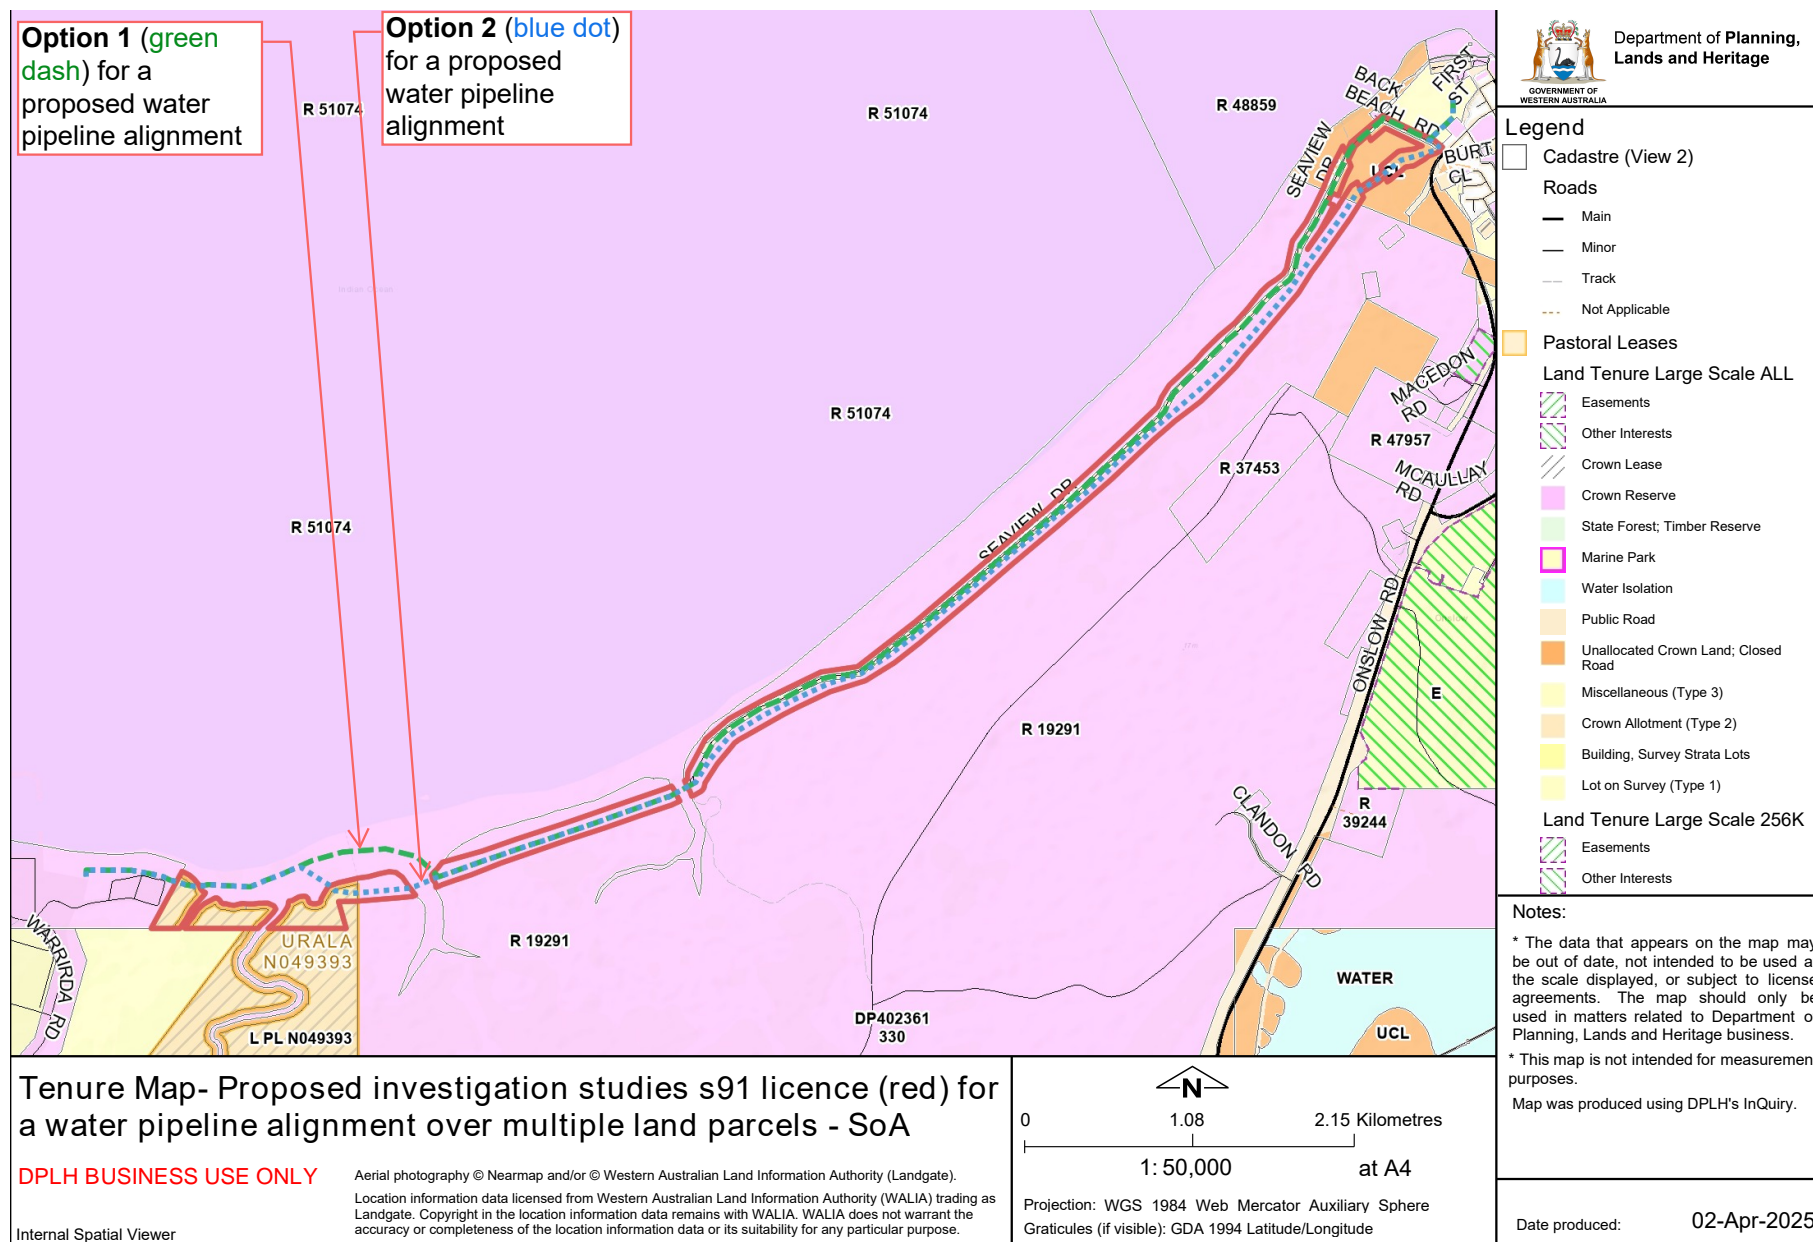 Option 1 (green
dash) for a
proposed water
pipeline alignment
Option 2 (blue dot)
for a proposed
water pipeline
alignment
R 51074
R 51074
R 48859
BACK
BEACH RD
FIRST
ST
SEAVIEW
DR
UCL
BURT
CL
Indian Ocean
R 51074
R 51074
MACEDON
RD
R 47957
R 37453
MCAULLAY
RD
SEAVIEW DR
ONSLOW RD
E
R 19291
CLANDON RD
R
39244
WARRIRDA RD
URALA
N049393
R 19291
L PL N049393
DP402361
330
WATER
UCL
GOVERNMENT OF
WESTERN AUSTRALIA
Department of Planning,
Lands and Heritage
Legend
Cadastre (View 2)
Roads
Main
Minor
Track
Not Applicable
Pastoral Leases
Land Tenure Large Scale ALL
Easements
Other Interests
Crown Lease
Crown Reserve
State Forest; Timber Reserve
Marine Park
Water Isolation
Public Road
Unallocated Crown Land; Closed
Road
Miscellaneous (Type 3)
Crown Allotment (Type 2)
Building, Survey Strata Lots
Lot on Survey (Type 1)
Land Tenure Large Scale 256K
Easements
Other Interests
Notes:
* The data that appears on the map may
be out of date, not intended to be used a
the scale displayed, or subject to license
agreements. The map should only be
used in matters related to Department o
Planning, Lands and Heritage business.
* This map is not intended for measuremen
purposes.
Map was produced using DPLH's InQuiry.
Date produced: 02-Apr-2025
Tenure Map- Proposed investigation studies s91 licence (red) for
a water pipeline alignment over multiple land parcels - SoA
DPLH BUSINESS USE ONLY
Internal Spatial Viewer
Aerial photography © Nearmap and/or © Western Australian Land Information Authority (Landgate).
Location information data licensed from Western Australian Land Information Authority (WALIA) trading as
Landgate. Copyright in the location information data remains with WALIA. WALIA does not warrant the
accuracy or completeness of the location information data or its suitability for any particular purpose.
N
0 1.08 2.15 Kilometres
1: 50,000 at A4
Projection: WGS 1984 Web Mercator Auxiliary Sphere
Graticules (if visible): GDA 1994 Latitude/Longitude